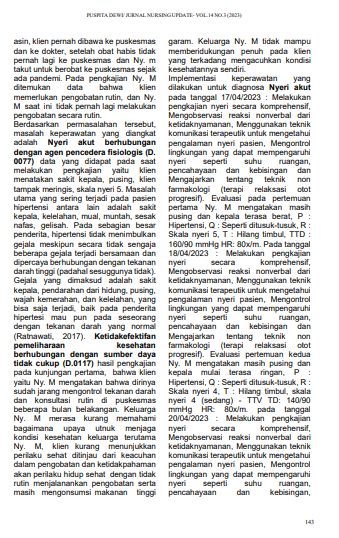 PUSPITA DEWI/ JURNAL NURSING UPDATE- VOL.14 NO.3 (2023)
asin, klien pernah dibawa ke puskesmas
dan ke dokter, setelah obat habis tidak
pernah lagi ke puskesmas dan Ny. m
takut untuk berobat ke puskesmas sejak
ada pandemi. Pada pengkajian Ny. M
ditemukan data bahwa klien
memerlukan pengobatan rutin, dan Ny.
M saat ini tidak pernah lagi melakukan
pengobatan secara rutin.
Berdasarkan permasalahan tersebut,
masalah keperawatan yang diangkat
adalah Nyeri akut berhubungan
dengan agen pencedera fisiologis (D.
0077) data yang didapat pada saat
melakukan pengkajian yaitu klien
menatakan sakit kepala, pusing, klien
tampak meringis, skala nyeri 5. Masalah
utama yang sering terjadi pada pasien
hipertensi antara lain adalah sakit
kepala, kelelahan, mual, muntah, sesak
nafas, gelisah. Pada sebagian besar
penderita, hipertensi tidak menimbulkan
gejala meskipun secara tidak sengaja
beberapa gejala terjadi bersamaan dan
dipercaya berhubungan dengan tekanan
darah tinggi (padahal sesuggunya tidak).
Gejala yang dimaksud adalah sakit
kepala, pendarahan dari hidung, pusing,
wajah kemerahan, dan kelelahan, yang
bisa saja terjadi, baik pada penderita
hipertesi mau pun pada seseorang
dengan tekanan darah yang normal
(Ratnawati, 2017). Ketidakefektifan
pemeliharaan kesehatan
berhubungan dengan sumber daya
tidak cukup (D.0117) hasil pengkajian
pada kunjungan pertama, bahwa klien
yaitu Ny. M mengatakan bahwa dirinya
sudah jarang mengontrol tekanan darah
dan konsultasi rutin di puskesmas
beberapa bulan belakangan. Keluarga
Ny. M merasa kurang memahami
bagaimana upaya utnuk menjaga
kondisi kesehatan keluarga terutama
Ny. M, klien kurang menunjukkan
perilaku sehat ditinjau dari keacuhan
dalam pengobatan dan ketidakpahaman
akan perilaku hidup sehat dengan tidak
rutin menjalanankan pengobatan serta
masih mengonsumsi makanan tinggi
garam. Keluarga Ny. M tidak mampu
memberidukungan penuh pada klien
yang terkadang mengacuhkan kondisi
kesehatannya sendiri.
Implementasi keperawatan yang
dilakukan untuk diagnosa Nyeri akut
pada tanggal 17/04/2023 : Melakukan
pengkajian nyeri secara komprehensif,
Mengobservasi reaksi nonverbal dari
ketidaknyamanan, Menggunakan teknik
komunikasi terapeutik untuk mengetahui
pengalaman nyeri pasien, Mengontrol
lingkungan yang dapat mempengaruhi
nyeri seperti suhu ruangan,
pencahayaan dan kebisingan dan
Mengajarkan tentang teknik non
farmakologi (terapi relaksasi otot
progresif). Evaluasi pada pertemuan
pertama Ny. M mengatakan masih
pusing dan kepala terasa berat, P :
Hipertensi, Q : Seperti ditusuk-tusuk, R :
Skala nyeri 5, T : Hilang timbul, TTD :
160/90 mmHg HR: 80x/m. Pada tanggal
18/04/2023 : Melakukan pengkajian
nyeri secara komprehensif,
Mengobservasi reaksi nonverbal dari
ketidaknyamanan, Menggunakan teknik
komunikasi terapeutik untuk mengetahui
pengalaman nyeri pasien, Mengontrol
lingkungan yang dapat mempengaruhi
nyeri seperti suhu ruangan,
pencahayaan dan kebisingan dan
Mengajarkan tentang teknik non
farmakologi (terapi relaksasi otot
progresif). Evaluasi pertemuan kedua
Ny. M mengatakan masih pusing dan
kepala mulai terasa ringan, P :
Hipertensi, Q : Seperti ditusuk-tusuk, R :
Skala nyeri 4, T : Hilang timbul, skala
nyeri 4 (sedang) - TTV TD: 140/90
mmHg HR: 80x/m. pada tanggal
20/04/2023 : Melakukan pengkajian
nyeri secara komprehensif,
Mengobservasi reaksi nonverbal dari
ketidaknyamanan, Menggunakan teknik
komunikasi terapeutik untuk mengetahui
pengalaman nyeri pasien, Mengontrol
lingkungan yang dapat mempengaruhi
nyeri seperti suhu ruangan,
pencahayaan dan kebisingan,
143